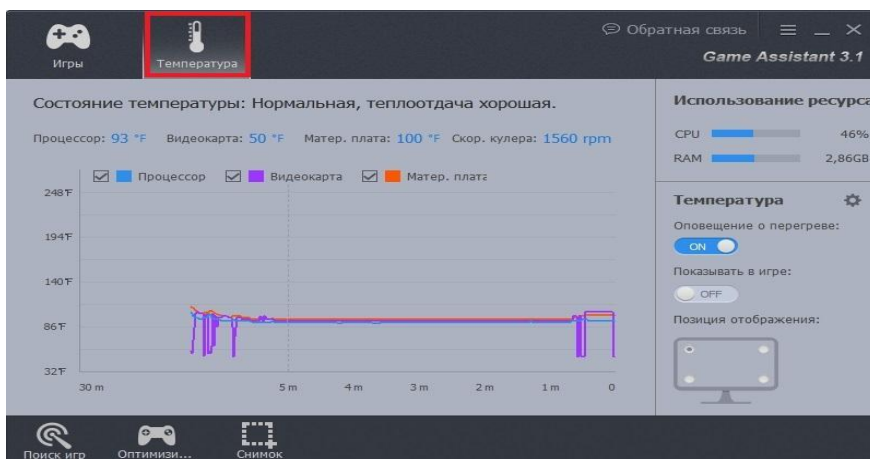 Игры
Температура
Обратная связь
Game Assistant 3.1
Состояние температуры: Нормальная, теплоотдача хорошая.
Процессор: 93 °F Видеокарта: 50 °F Матер. плата: 100 °F Скор. кулера: 1560 rpm
Процессор Видеокарта Матер. плата
248°F
194°F
140°F
86°F
32°F
30 m 5 m 4 m 3 m 2 m 1 m 0
Использование ресурса
CPU 46%
RAM 2,86GB
Температура
Оповещение о перегреве:
ON
Показывать в игре:
OFF
Позиция отображения:
Поиск игр Оптимизи... Снимок